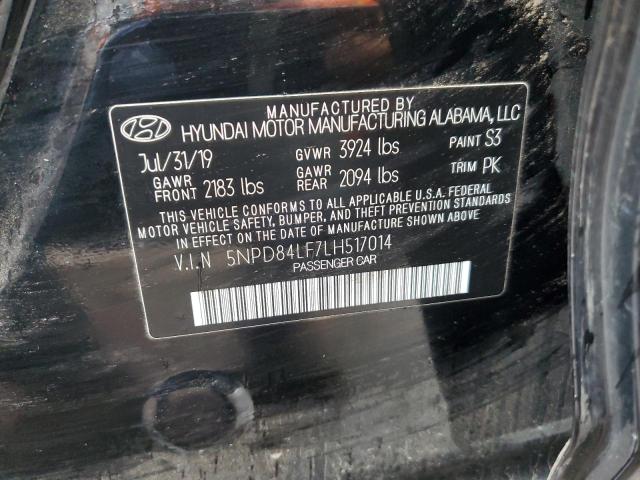 MANUFACTURED BY
HYUNDAI MOTOR MANUFACTURING ALABAMA, LLC
Jul/31/19 GVWR 3924 lbs PAINT S3
GAWR FRONT 2183 lbs GAWR REAR 2094 lbs TRIM PK
THIS VEHICLE CONFORMS TO ALL APPLICABLE U.S.A. FEDERAL
MOTOR VEHICLE SAFETY, BUMPER, AND THEFT PREVENTION STANDARDS
IN EFFECT ON THE DATE OF MANUFACTURE SHOWN ABOVE.
V.I.N 5NPD84LF7LH517014
PASSENGER CAR